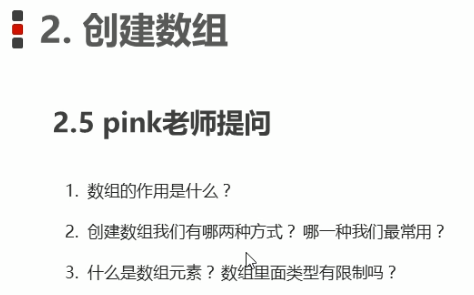 2. 创建数组
2.5 pink老师提问
1. 数组的作用是什么？
2. 创建数组我们有哪两种方式？哪一种我们最常用？
3. 什么是数组元素？数组里面类型有限制吗？